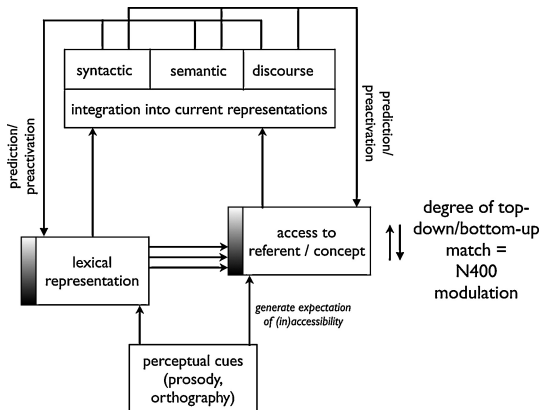 syntactic semantic discourse
integration into current representations
prediction/
preactivation
prediction/
preactivation
lexical
representation
access to
referent / concept
degree of top-
down/bottom-up
match =
N400
modulation
generate expectation
of (in)accessibility
perceptual cues
(prosody,
orthography)